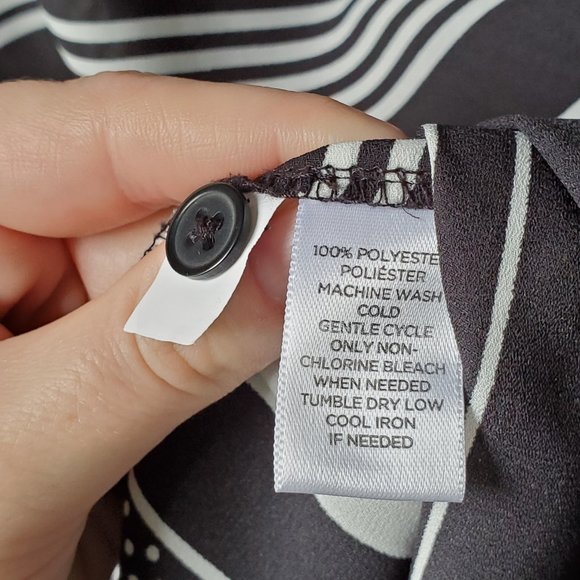 100% POLYESTE
POLIÉSTER
MACHINE WASH
COLD
GENTLE CYCLE
ONLY NON-
CHLORINE BLEACH
WHEN NEEDED
TUMBLE DRY LOW
COOL IRON
IF NEEDED